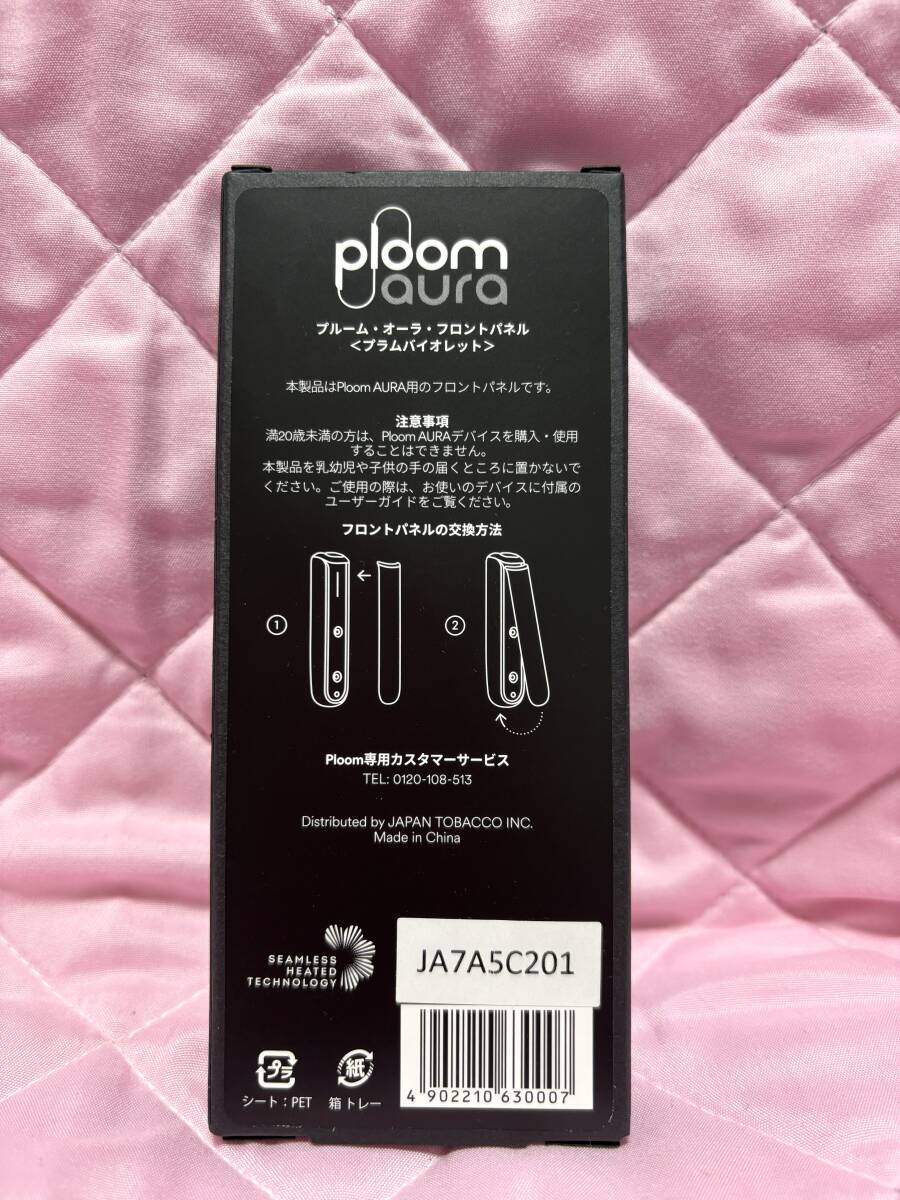 ploom
aura
プルーム・オーラ・フロントパネル
＜プラムバイオレット＞
本製品はPloom AURA用のフロントパネルです。
注意事項
満20歳未満の方は、Ploom AURAデバイスを購入・使用
することはできません。
本製品を乳幼児や子供の手の届くところに置かないで
ください。ご使用の際は、お使いのデバイスに付属の
ユーザーガイドをご覧ください。
フロントパネルの交換方法
① ②
Ploom専用カスタマーサービス
TEL: 0120-108-513
Distributed by JAPAN TOBACCO INC.
Made in China
SEAMLESS
HEATED
TECHNOLOGY
JA7A5C201
4 902210 630007
プラ
シート：PET
紙
箱 トレー